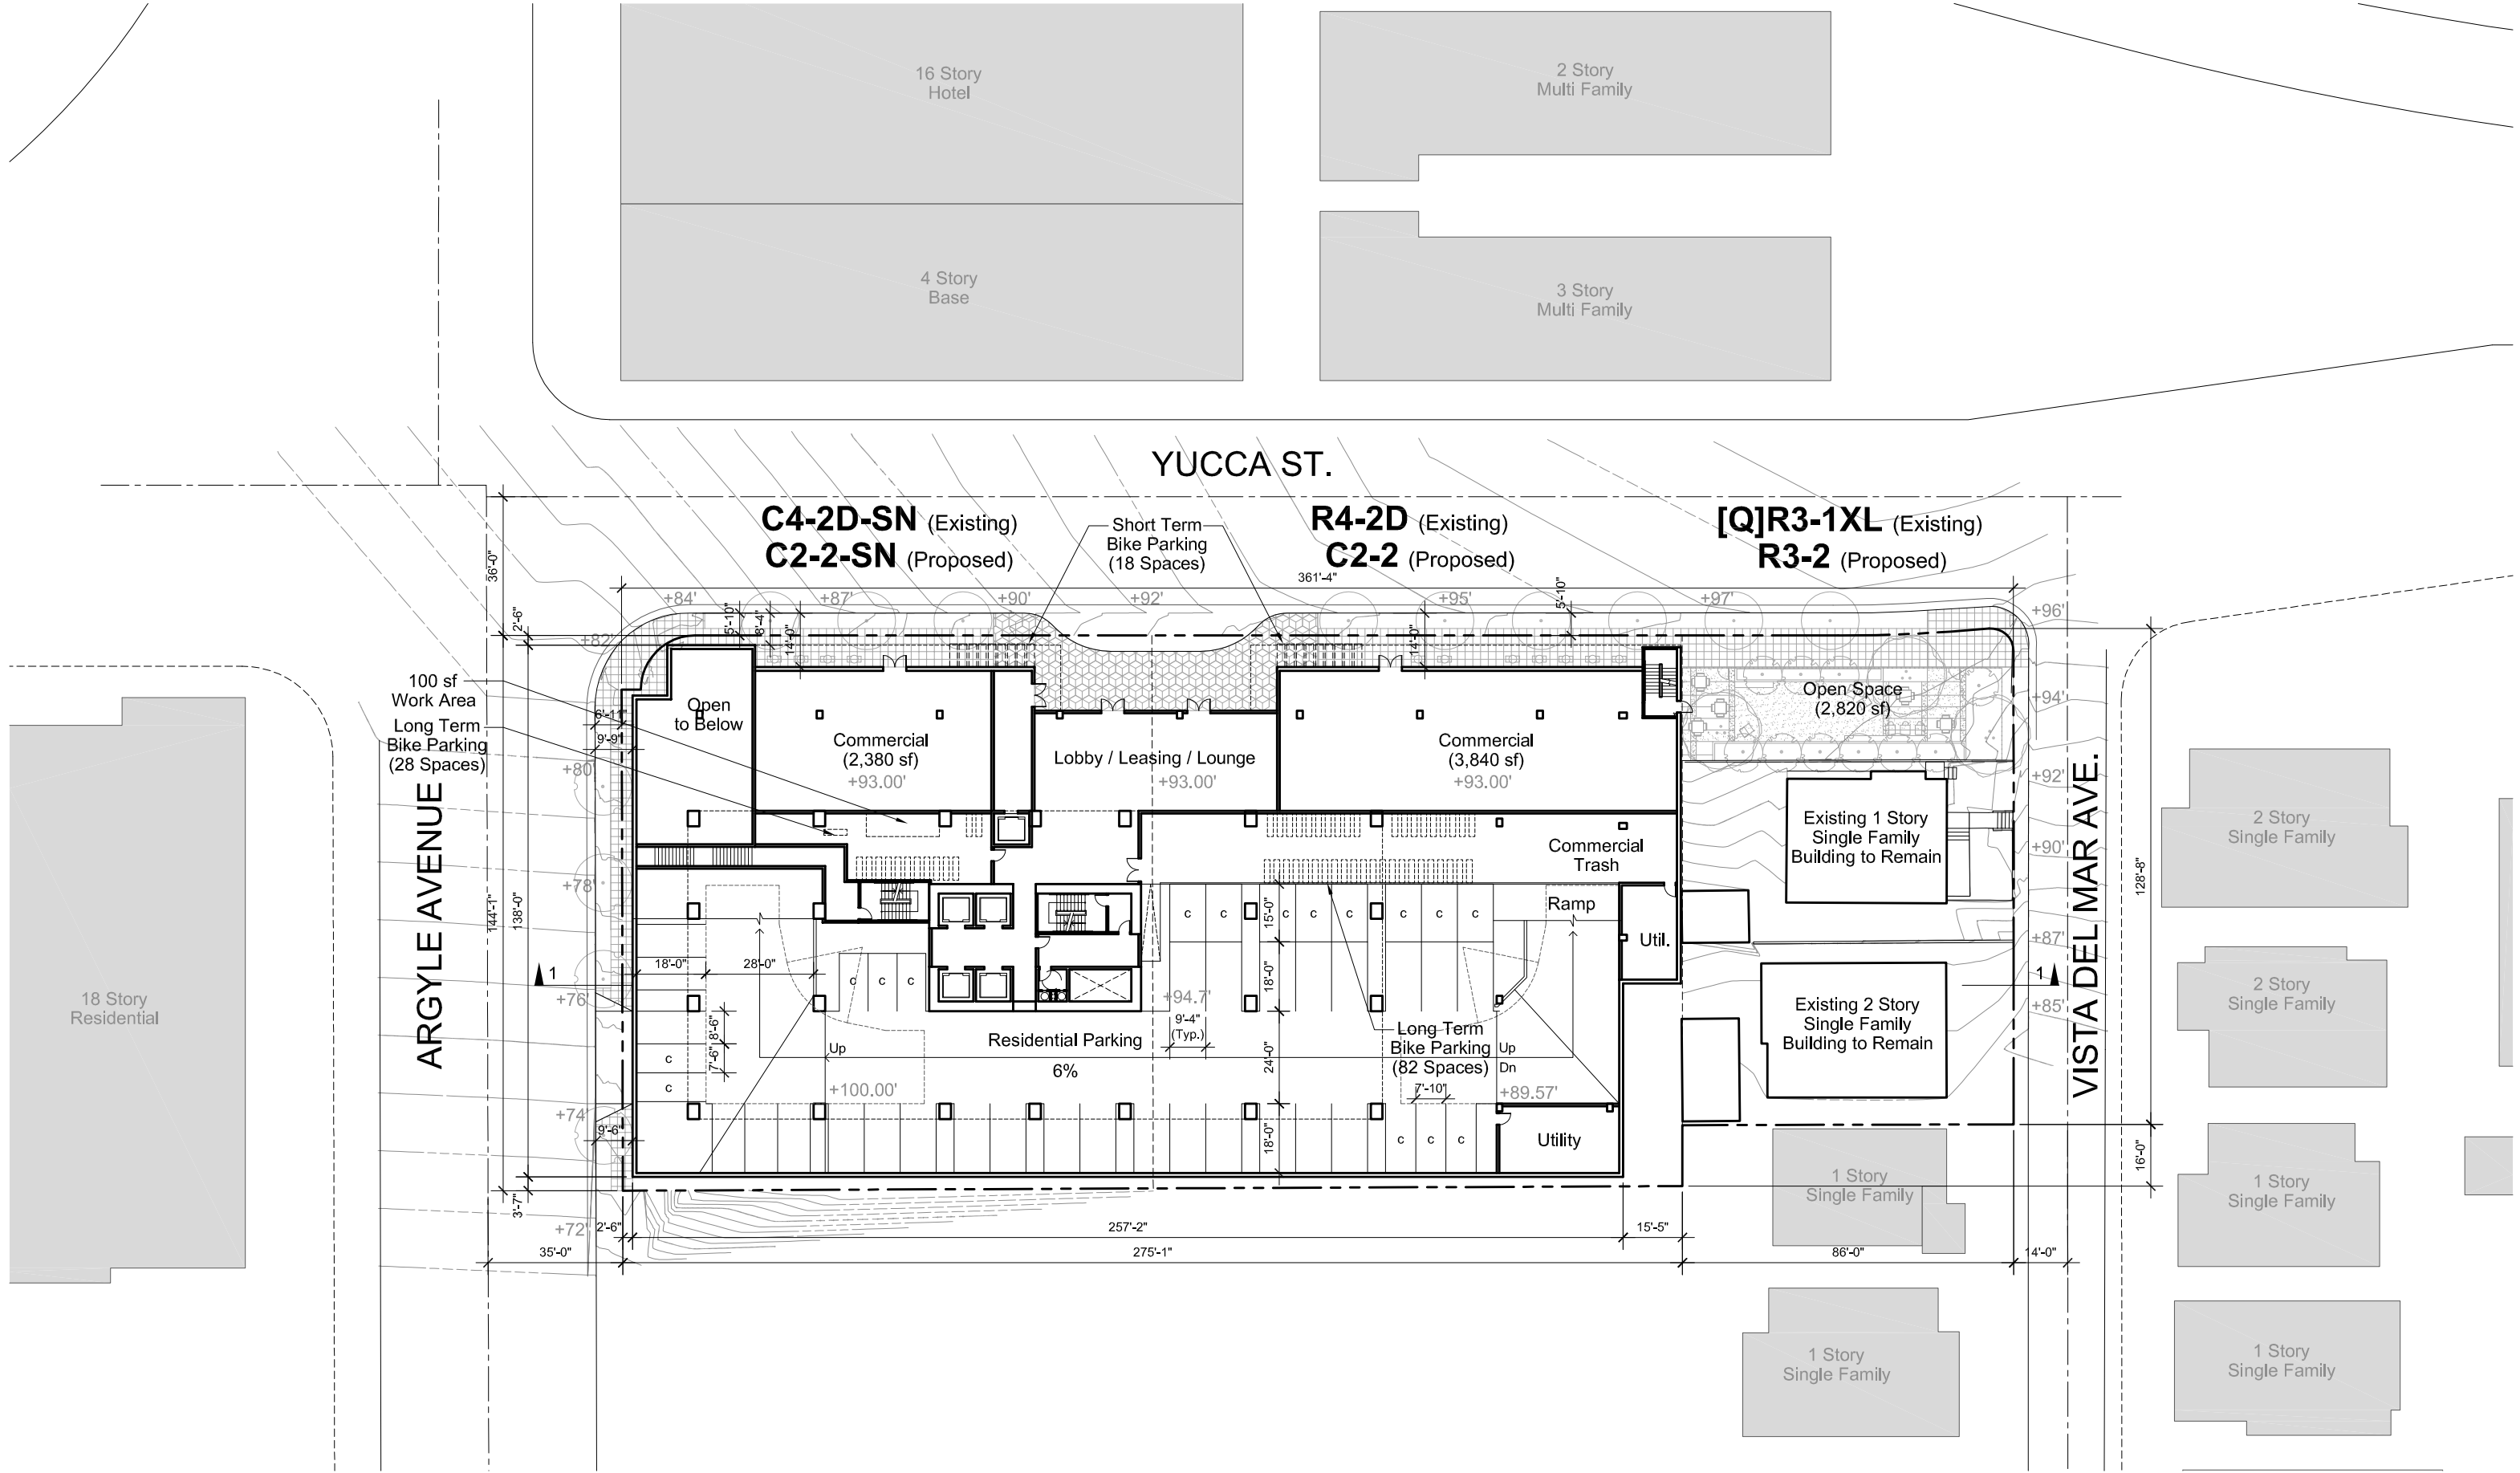 16 Story
Hotel
2 Story
Multi Family
4 Story
Base
3 Story
Multi Family
YUCCA ST.
C4-2D-SN (Existing)
C2-2-SN (Proposed)
Short Term
Bike Parking
(18 Spaces)
R4-2D (Existing)
C2-2 (Proposed)
[Q]R3-1XL (Existing)
R3-2 (Proposed)
36'-0"
361'-4"
2'-6"
+82'
+84'
+87'
+90'
+92'
+95'
+97'
+96'
5'-10"
8'-4"
14'-0"
14'-0"
5'-10"
100 sf
Work Area
Long Term
Bike Parking
(28 Spaces)
6'-11"
9'-9"
+80'
Open
to Below
Commercial
(2,380 sf)
+93.00'
Lobby / Leasing / Lounge
+93.00'
Commercial
(3,840 sf)
+93.00'
Open Space
(2,820 sf)
+94'
+92'
Existing 1 Story
Single Family
Building to Remain
+90'
2 Story
Single Family
ARGYLE AVENUE
VISTA DEL MAR AVE.
144'-1"
138'-0"
128'-8"
+78'
Commercial
Trash
Ramp
Util.
C C C C C C C
15'-0"
+87'
1
18'-0"
28'-0"
C C C
18'-0"
+94.7'
9'-4"
(Typ.)
1
+76'
+85'
18 Story
Residential
2 Story
Single Family
Existing 2 Story
Single Family
Building to Remain
8'-6"
7'-6"
C
C
Up
Residential Parking
6%
+100.00'
24'-0"
Long Term
Bike Parking
(82 Spaces)
7'-10"
Up
Dn
+89.57'
+74'
9'-6"
18'-0"
C C C
Utility
16'-0"
1 Story
Single Family
1 Story
Single Family
3'-7"
+72'
2'-6"
257'-2"
15'-5"
35'-0"
275'-1"
86'-0"
14'-0"
1 Story
Single Family
1 Story
Single Family